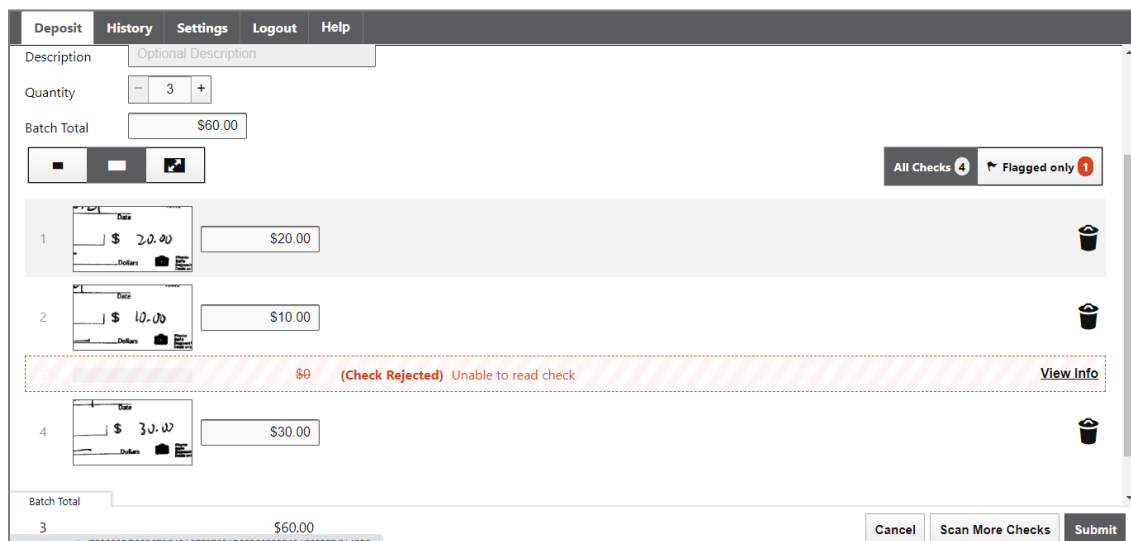 Deposit History Settings Logout Help
Description Optional Description
Quantity − 3 +
Batch Total $60.00
All Checks 4 Flagged only 1
Date
1 $ 20.00 $20.00
Dollars
Date
2 $ 10.00 $10.00
Dollars
3 $0 (Check Rejected) Unable to read check View Info
Date
4 $ 30.00 $30.00
Dollars
Batch Total
3 $60.00
Cancel Scan More Checks Submit